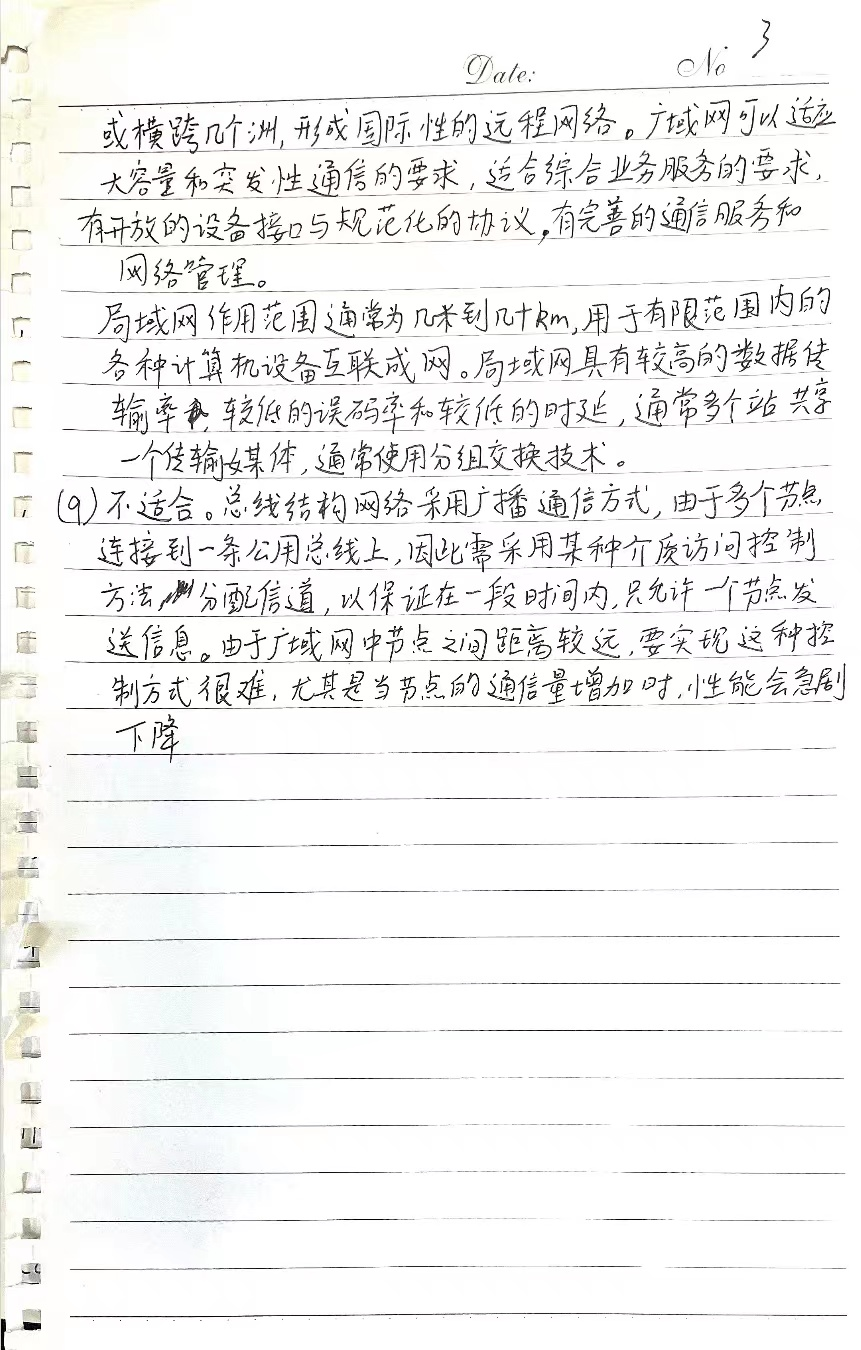 Date: No 3
或横跨几个洲,形成国际性的远程网络。广域网可以适应
大容量和突发性通信的要求,适合综合业务服务的要求,
有开放的设备接口与规范化的协议,有完善的通信服务和
网络管理。
局域网作用范围通常为几米到几十km,用于有限范围内的
各种计算机设备互联成网。局域网具有较高的数据传
输率,较低的误码率和较低的时延,通常多个站共享
一个传输媒体,通常使用分组交换技术。
(9)不适合。总线结构网络采用广播通信方式,由于多个节点
连接到一条公用总线上,因此需采用某种介质访问控制
方法,分配信道,以保证在一段时间内,只允许一个节点发
送信息。由于广域网中节点之间距离较远,要实现这种控
制方式很难,尤其是当节点的通信量增加时,性能会急剧
下降